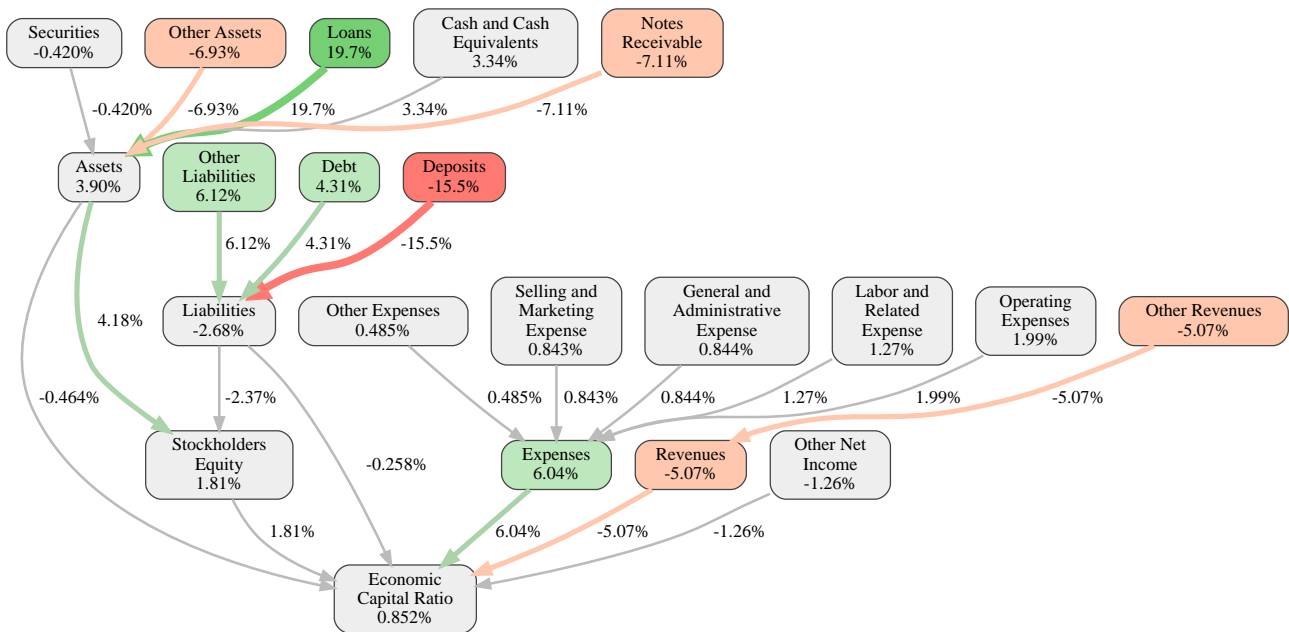 Securities
-0.420%
Other Assets
-6.93%
Loans
19.7%
Cash and Cash
Equivalents
3.34%
Notes
Receivable
-7.11%
-0.420%
-6.93%
19.7%
3.34%
-7.11%
Assets
3.90%
Other
Liabilities
6.12%
Debt
4.31%
Deposits
-15.5%
6.12%
4.31%
-15.5%
Liabilities
-2.68%
Other Expenses
0.485%
Selling and
Marketing
Expense
0.843%
General and
Administrative
Expense
0.844%
Labor and
Related
Expense
1.27%
Operating
Expenses
1.99%
Other Revenues
-5.07%
4.18%
-0.464%
-2.37%
0.485%
0.843%
0.844%
1.27%
1.99%
-5.07%
Stockholders
Equity
1.81%
-0.258%
Expenses
6.04%
Revenues
-5.07%
Other Net
Income
-1.26%
1.81%
6.04%
-5.07%
-1.26%
Economic
Capital Ratio
0.852%